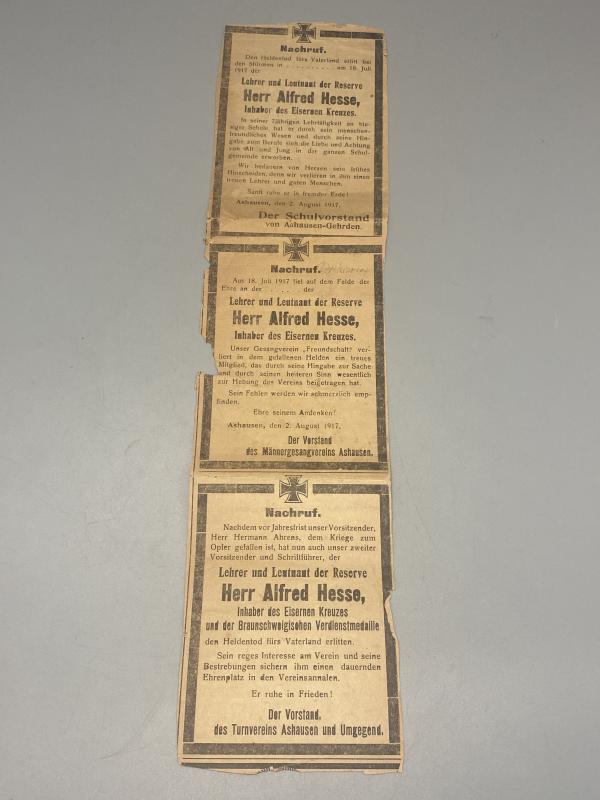 Nachruf.
Den Heldentod fürs Vaterland erlitt bei
den Stürmen in . . . . . . . . . . am 18. Juli
1917 der
Lehrer und Leutnant der Reserve
Herr Alfred Hesse,
Inhaber des Eisernen Kreuzes.
In seiner 7jährigen Lehrtätigkeit an hie-
siger Schule hat er durch sein menschen-
freundliches Wesen und durch seine Hin-
gabe zum Berufe sich die Liebe und Achtung
von Alt und Jung in der ganzen Schul-
gemeinde erworben.
Wir bedauern von Herzen sein frühes
Hinscheiden, denn wir verlieren in ihm einen
treuen Lehrer und guten Menschen.
Sanft ruhe er in fremder Erde!
Ashausen, den 2. August 1917.
Der Schulvorstand
von Ashausen-Gehrden.
Nachruf.
Am 18. Juli 1917 fiel auf dem Felde der
Ehre an der . . . . . . der
Lehrer und Leutnant der Reserve
Herr Alfred Hesse,
Inhaber des Eisernen Kreuzes.
Unser Gesangverein „Freundschaft“ ver-
liert in dem gefallenen Helden ein treues
Mitglied, das durch seine Hingabe zur Sache
und durch seinen heiteren Sinn wesentlich
zur Hebung des Vereins beigetragen hat.
Sein Fehlen werden wir schmerzlich emp-
finden.
Ehre seinem Andenken!
Ashausen, den 2. August 1917.
Der Vorstand
des Männergesangvereins Ashausen.
Nachruf.
Nachdem vor Jahresfrist unser Vorsitzender,
Herr Hermann Ahrens, dem Kriege zum
Opfer gefallen ist, hat nun auch unser zweiter
Vorsitzender und Schriftführer, der
Lehrer und Leutnant der Reserve
Herr Alfred Hesse,
Inhaber des Eisernen Kreuzes
und der Braunschweigischen Verdienstmedaille
den Heldentod fürs Vaterland erlitten.
Sein reges Interesse am Verein und seine
Bestrebungen sichern ihm einen dauernden
Ehrenplatz in den Vereinsannalen.
Er ruhe in Frieden!
Der Vorstand.
des Turnvereins Ashausen und Umgegend.